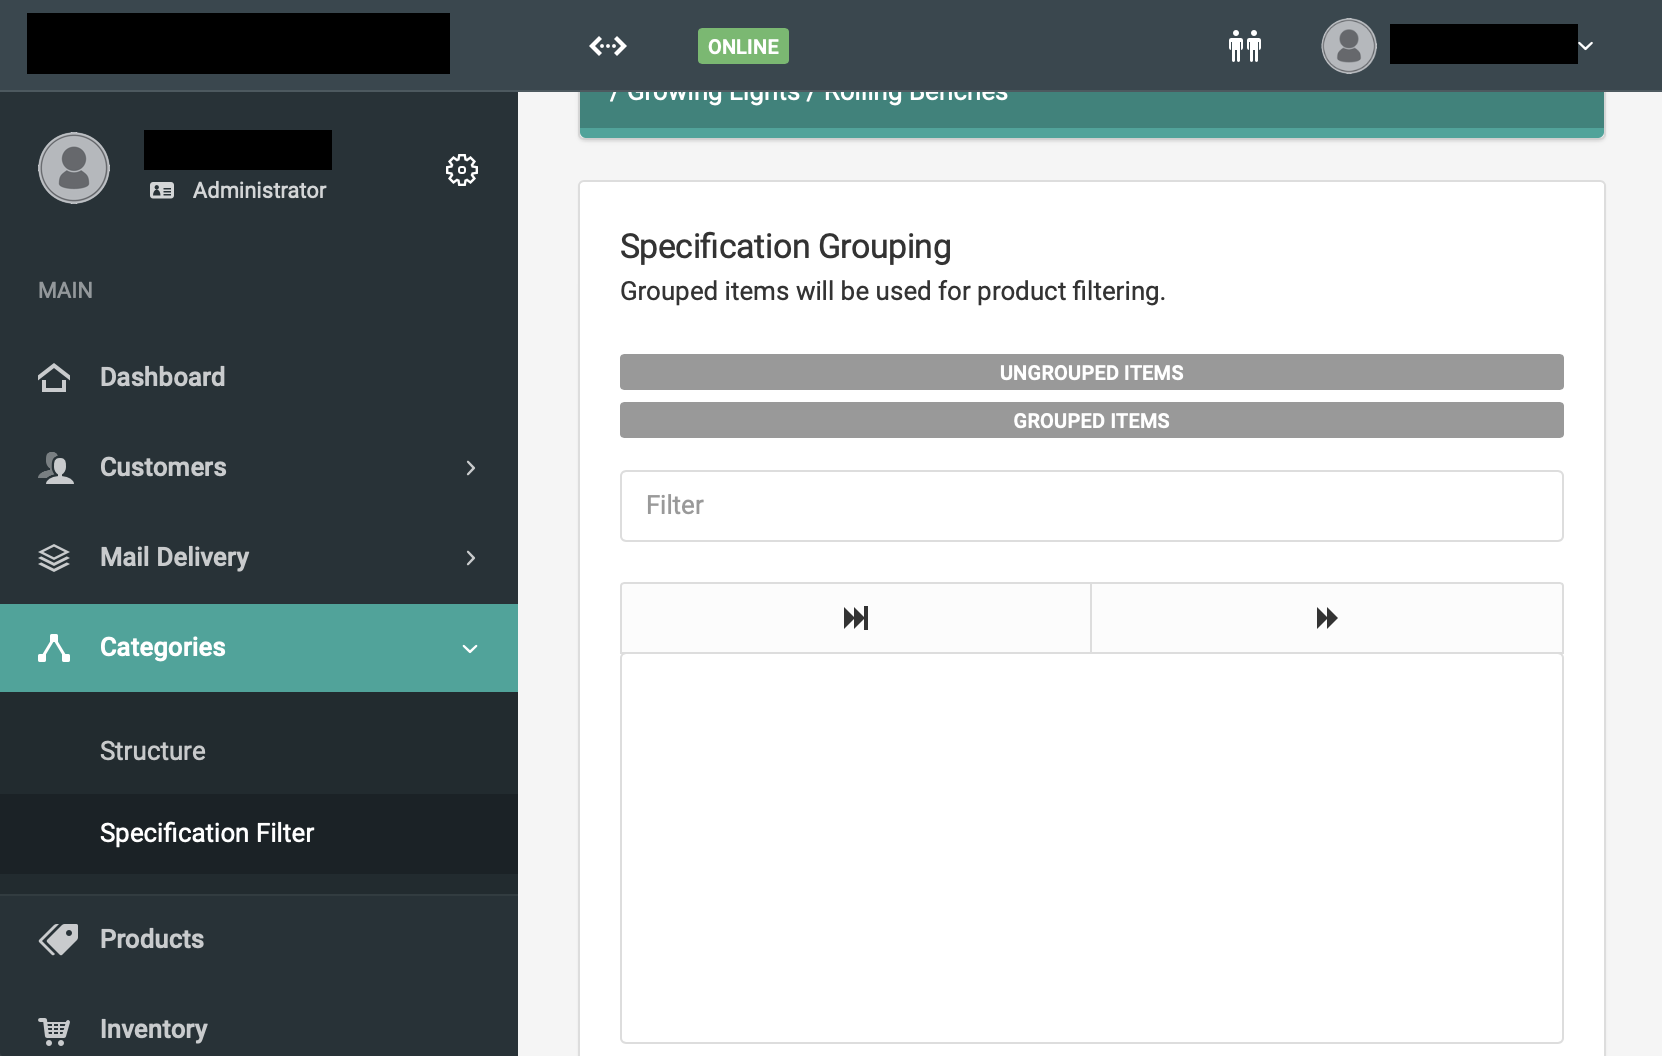 ONLINE
/ Growing Lights / Rolling Benches
Administrator
MAIN
Dashboard
Customers
Mail Delivery
Categories
Structure
Specification Filter
Products
Inventory
Specification Grouping
Grouped items will be used for product filtering.
UNGROUPED ITEMS
GROUPED ITEMS
Filter